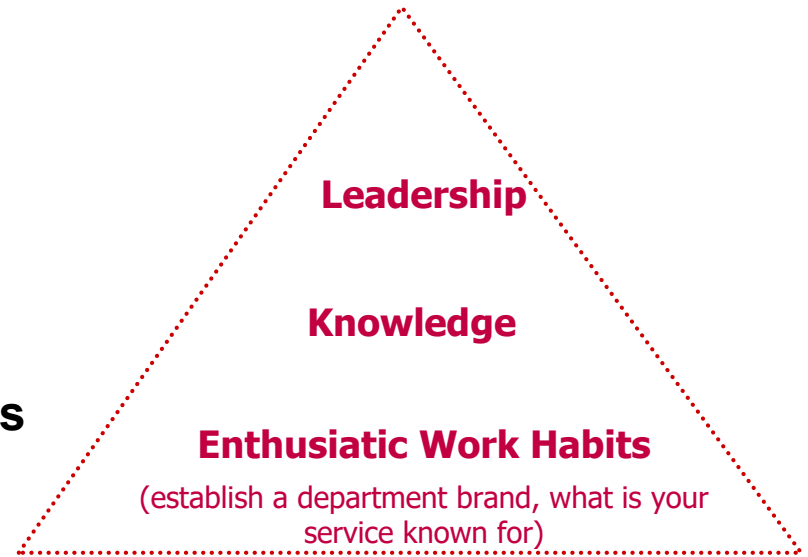 Leadership
Knowledge
s
Enthusiatic Work Habits
(establish a department brand, what is your
service known for)